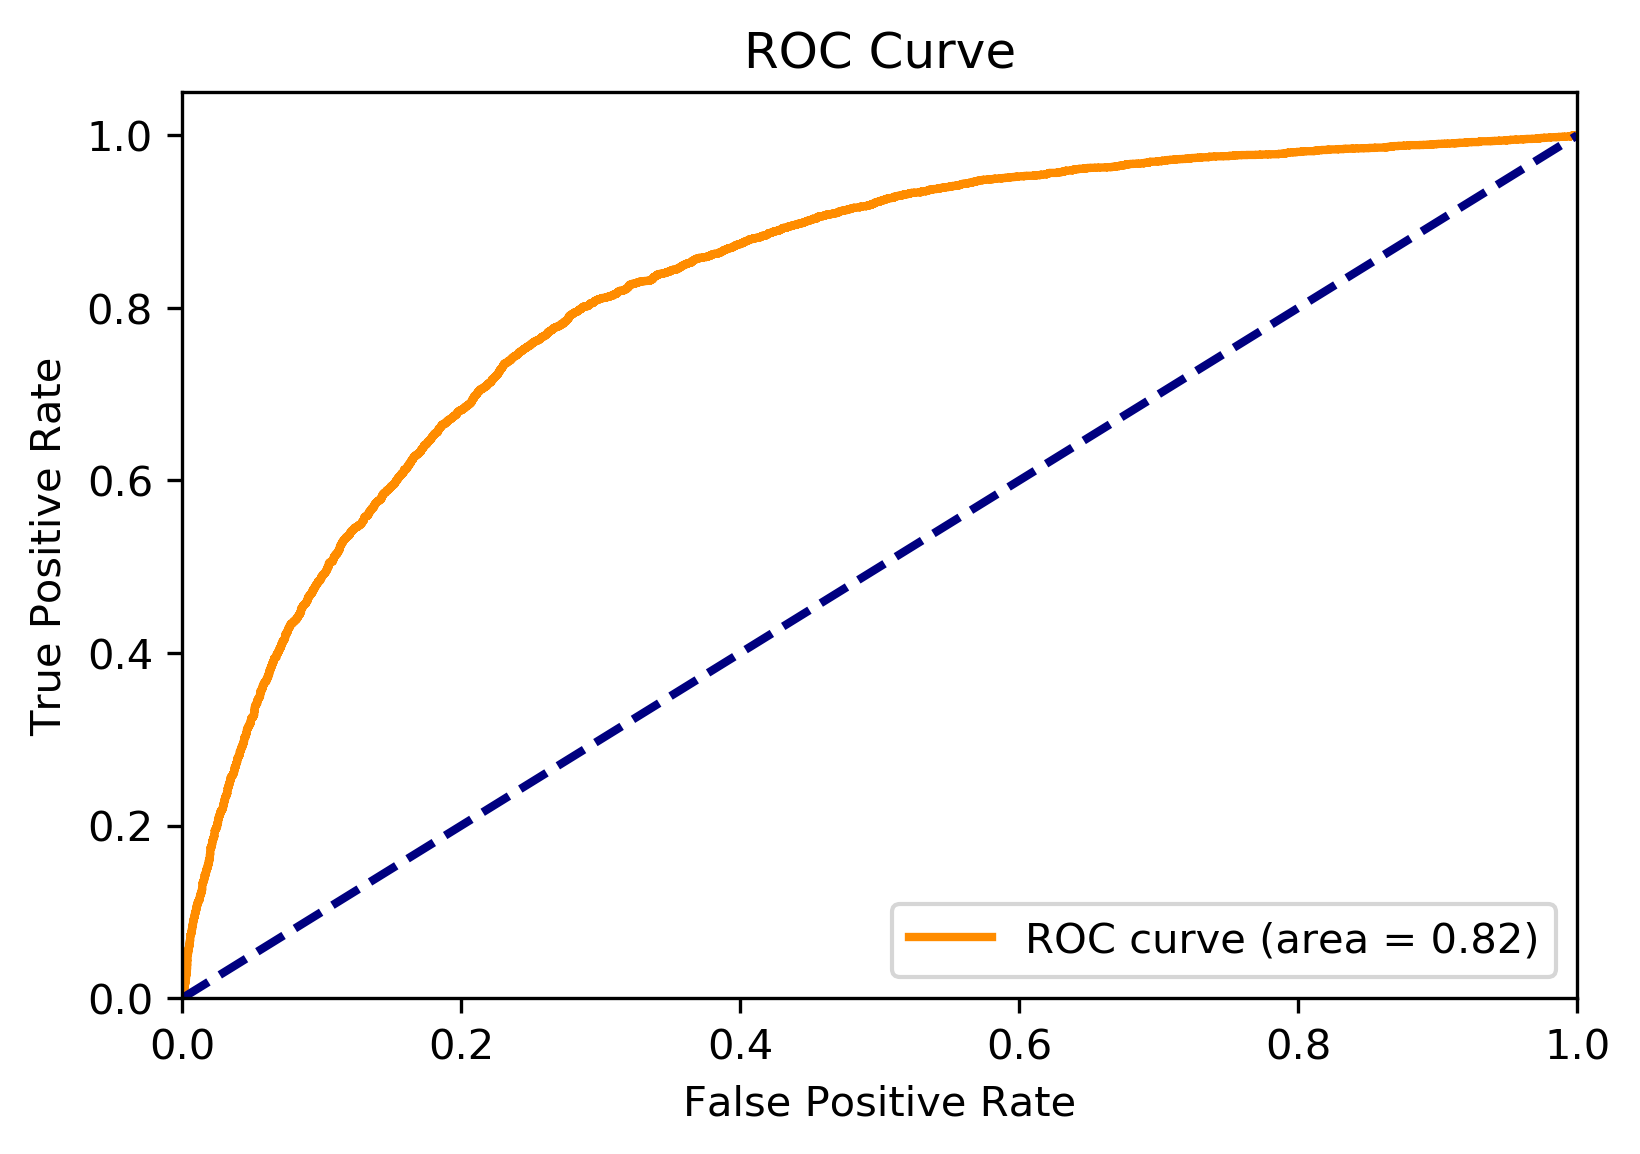 ROC Curve
1.0
0.8
0.6
0.4
0.2
0.0
True Positive Rate
ROC curve (area = 0.82)
0.0 0.2 0.4 0.6 0.8 1.0
False Positive Rate